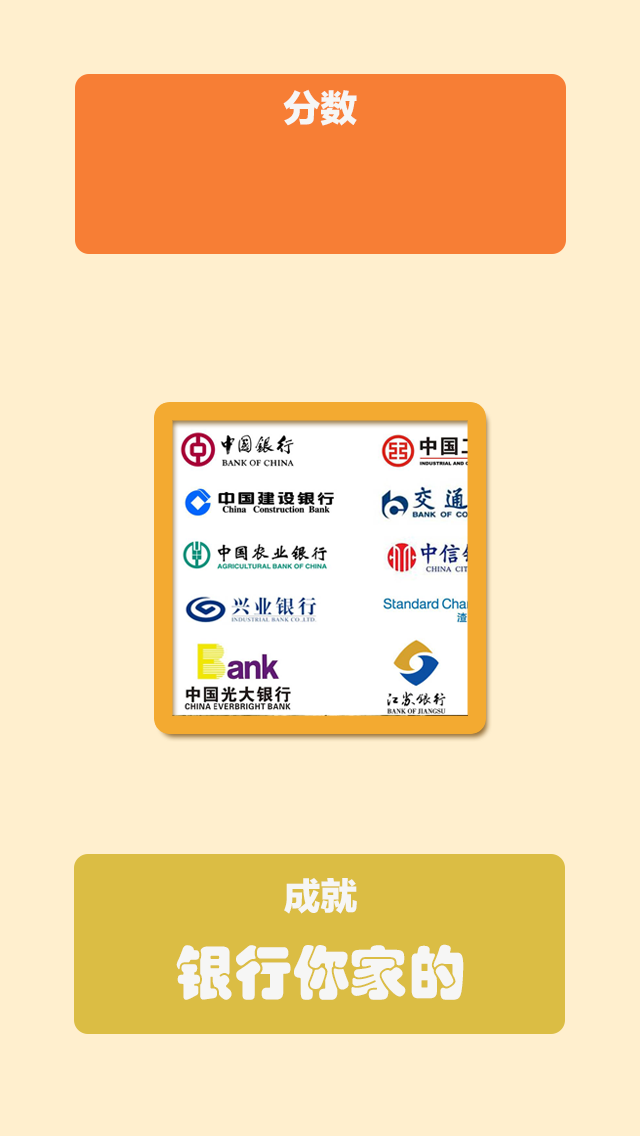 分数
中国银行
BANK OF CHINA
中国工
INDUSTRIAL AND C
中国建设银行
China Construction Bank
交通
BANK OF CO
中国农业银行
AGRICULTURAL BANK OF CHINA
中信银
CHINA CIT
兴业银行
INDUSTRIAL BANK CO.,LTD.
Standard Char
渣
Bank
中国光大银行
CHINA EVERBRIGHT BANK
江苏银行
BANK OF JIANGSU
成就
银行你家的